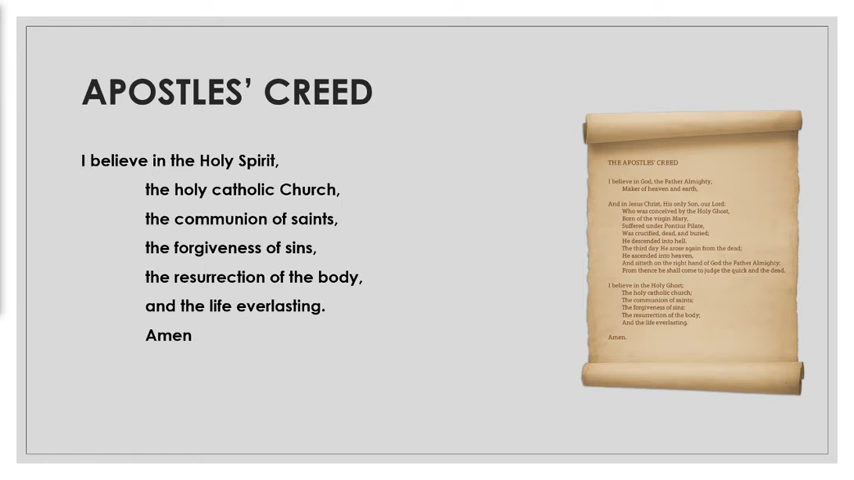 APOSTLES’ CREED
I believe in the Holy Spirit,
the holy catholic Church,
the communion of saints,
the forgiveness of sins,
the resurrection of the body,
and the life everlasting.
Amen
THE APOSTLES' CREED
I believe in God, the Father Almighty,
Maker of heaven and earth,
And in Jesus Christ, His only Son, our Lord:
Who was conceived by the Holy Ghost,
Born of the virgin Mary,
Suffered under Pontius Pilate,
Was crucified, dead, and buried;
He descended into hell.
The third day He arose again from the dead;
He ascended into heaven,
And sitteth on the right hand of God the Father Almighty;
From thence he shall come to judge the quick and the dead.
I believe in the Holy Ghost;
The holy catholic church;
The communion of saints;
The forgiveness of sins;
The resurrection of the body;
And the life everlasting.
Amen.